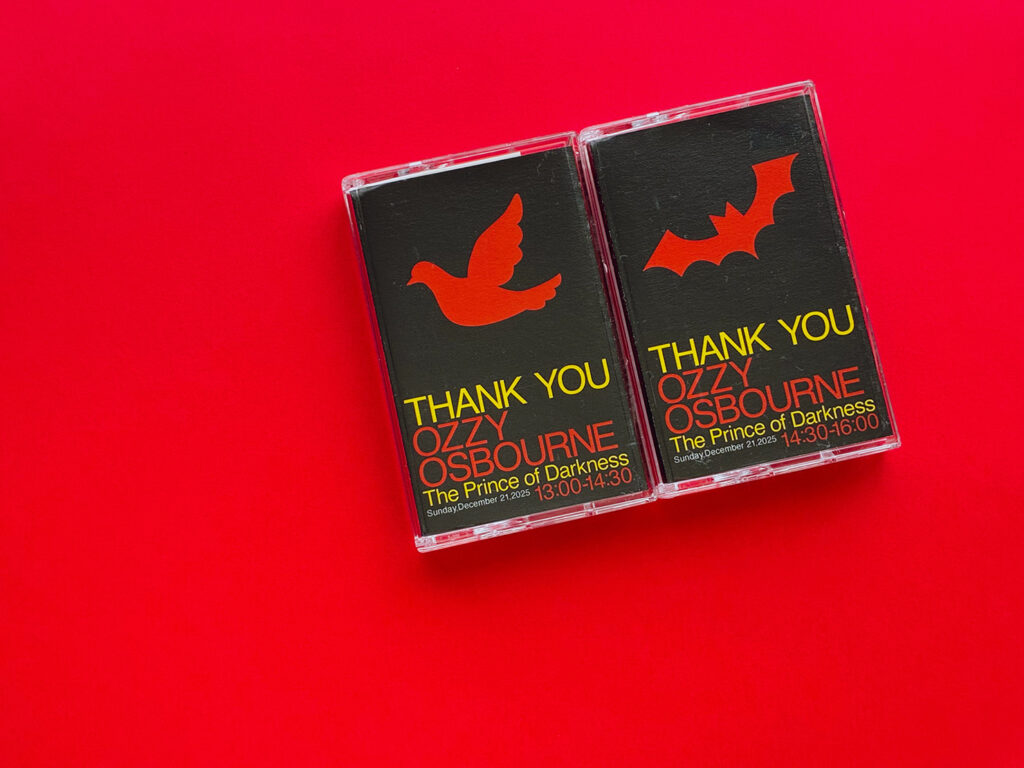 THANK YOU
OZZY
OSBOURNE
The Prince of Darkness
Sunday,December 21,2025 13:00-14:30
THANK YOU
OZZY
OSBOURNE
The Prince of Darkness
Sunday,December 21,2025 14:30-16:00